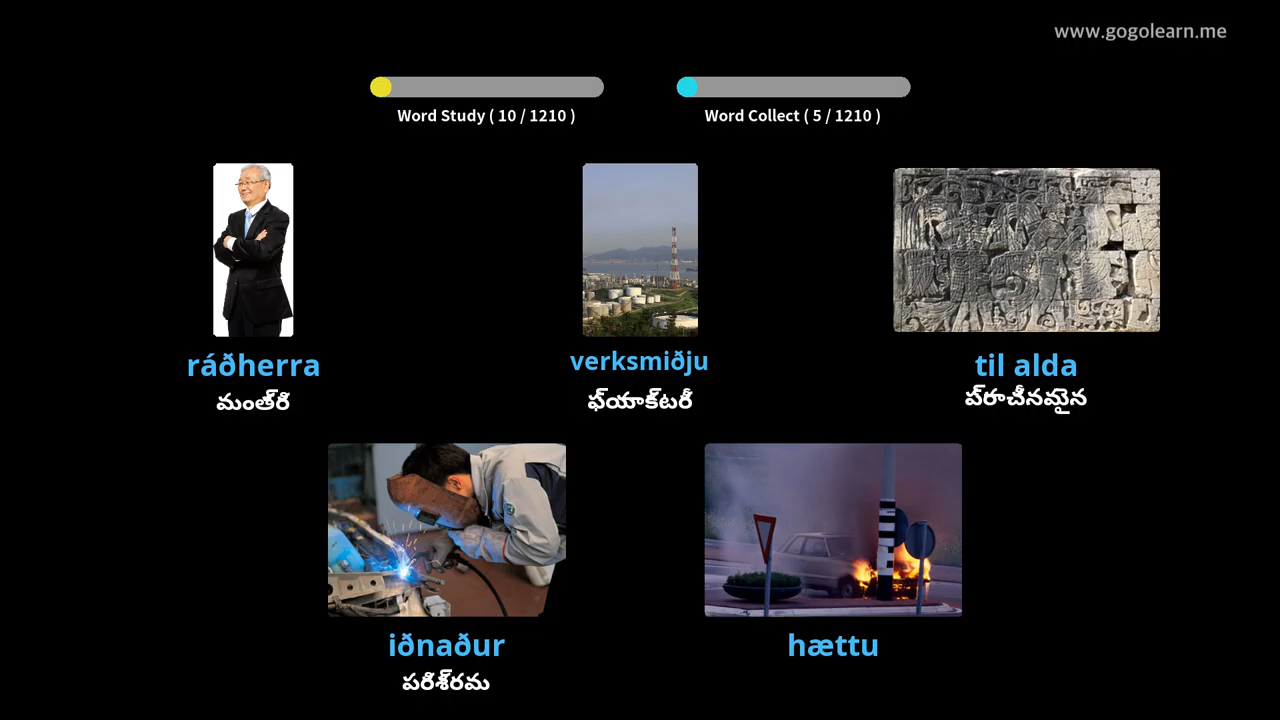 www.gogolearn.me
Word Study ( 10 / 1210 )
Word Collect ( 5 / 1210 )
ráðherra
మంత్రి
verksmiðju
ఫ్యాక్టరీ
til alda
ప్రాచీనమైన
iðnaður
పరిశ్రమ
hættu